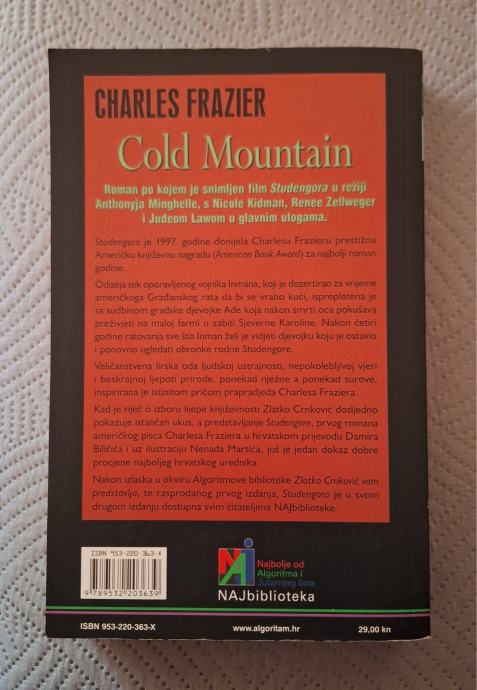 CHARLES FRAZIER
Cold Mountain
Roman po kojem je snimljen film Studengora u režiji
Anthonyja Minghelle, s Nicole Kidman, Renee Zellweger
i Judeom Lawom u glavnim ulogama.
Studengora je 1997. godine donijela Charlesu Frazieru prestižnu
Američku književnu nagradu (American Book Award) za najbolji roman
godine.
Odiseja tek oporavljenog vojnika Inmana, koji je dezertirao za vrijeme
američkoga Građanskog rata da bi se vratio kući, isprepletena je
sa sudbinom gradske djevojke Ade koja nakon smrti oca pokušava
preživjeti na maloj farmi u zabiti Sjeverne Karoline. Nakon četiri
godine ratovanja sve što Inman želi je vidjeti djevojku koju je ostavio
i ponovno ugledati obronke rodne Studengore.
Veličanstvena lirska oda ljudskoj ustrajnosti, nepokolebljivoj vjeri
i beskrajnoj ljepoti prirode, ponekad nježne a ponekad surove,
inspirirana je istinitom pričom prapradjeda Charlesa Fraziera.
Kad je riječ o izboru lijepe književnosti Zlatko Crnković dosljedno
pokazuje istančan ukus, a predstavljanje Studengore, prvog romana
američkog pisca Charlesa Fraziera u hrvatskom prijevodu Damira
Biličića i uz ilustraciju Nenada Martića, još je jedan dokaz dobre
procjene najboljeg hrvatskog urednika.
Nakon izlaska u okviru Algoritmove biblioteke Zlatko Crnković vam
predstavlja, te rasprodanog prvog izdanja, Studengora je u svom
drugom izdanju dostupna svim čitateljima NAJbiblioteke.
ISBN 953-220-363-X
9 789532 203639
NAJ
Najbolje od
Algoritma i
Jutarnjeg lista
NAJbiblioteka
ISBN 953-220-363-X
www.algoritam.hr
29,00 kn